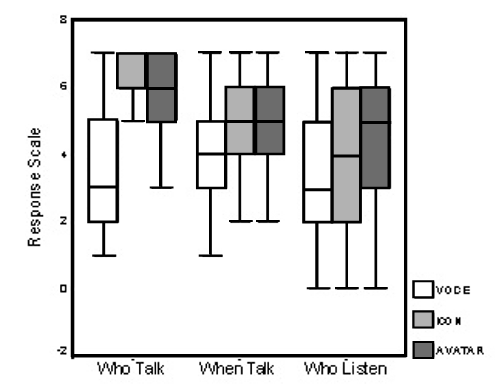 8
6
4
2
0
-2
Response Scale
Who Talk
When Talk
Who Listen
VOICE
ICON
AVATAR